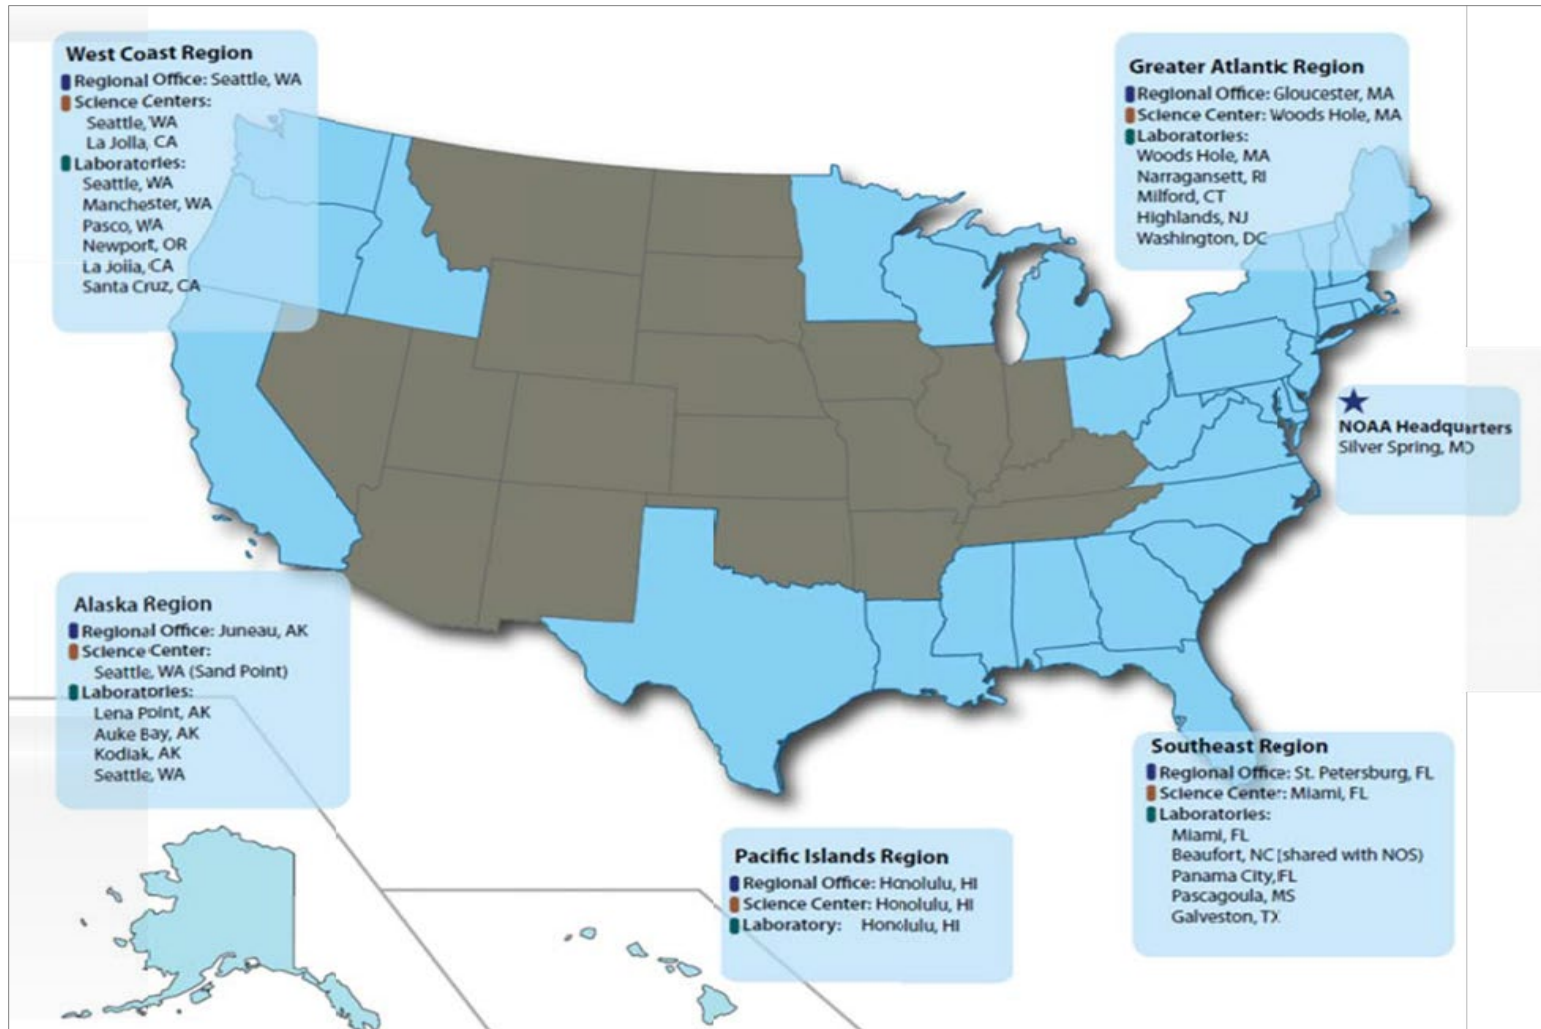 West Coast Region
Regional Office: Seattle, WA
Science Centers:
Seattle, WA
La Jolla, CA
Laboratories:
Seattle, WA
Manchester, WA
Pasco, WA
Newport, OR
La Jolla, CA
Santa Cruz, CA
Greater Atlantic Region
Regional Office: Gloucester, MA
Science Center: Woods Hole, MA
Laboratories:
Woods Hole, MA
Narragansett, RI
Milford, CT
Highlands, NJ
Washington, DC
NOAA Headquarters
Silver Spring, MD
Alaska Region
Regional Office: Juneau, AK
Science Center:
Seattle, WA (Sand Point)
Laboratories:
Lena Point, AK
Auke Bay, AK
Kodiak, AK
Seattle, WA
Pacific Islands Region
Regional Office: Honolulu, HI
Science Center: Honolulu, HI
Laboratory: Honolulu, HI
Southeast Region
Regional Office: St. Petersburg, FL
Science Center: Miami, FL
Laboratories:
Miami, FL
Beaufort, NC (shared with NOS)
Panama City, FL
Pascagoula, MS
Galveston, TX